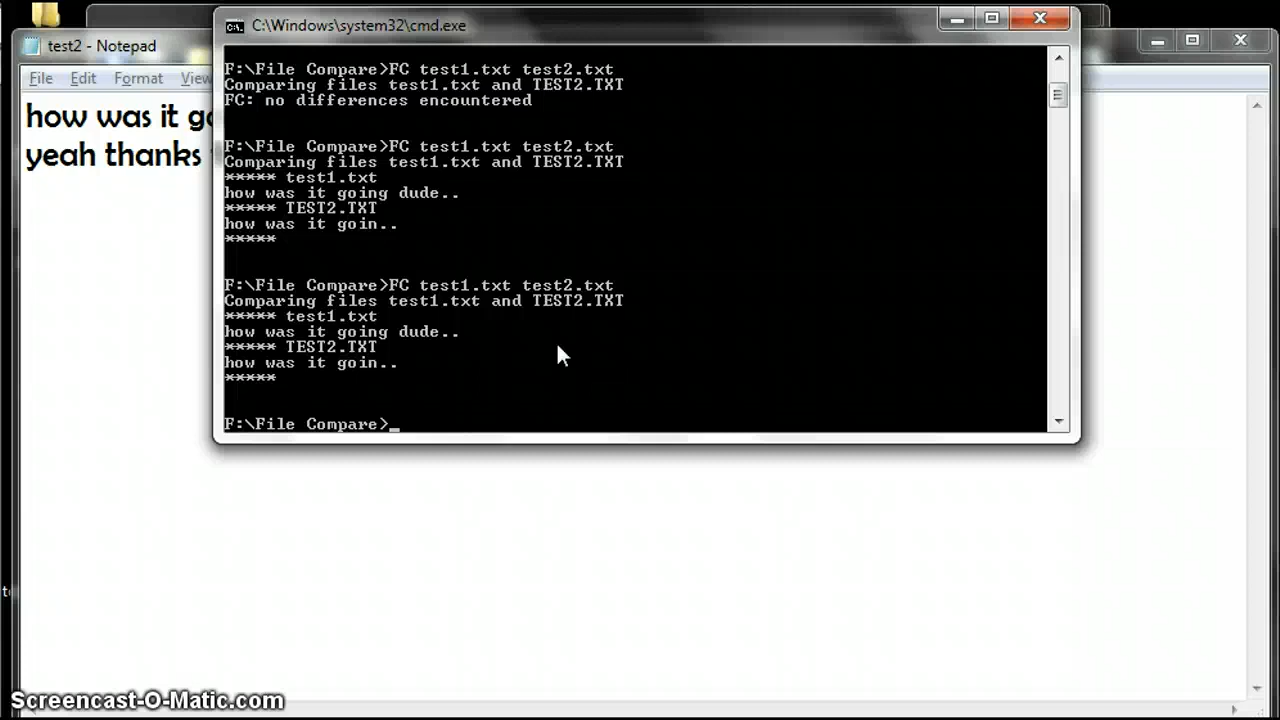 C:\Windows\system32\cmd.exe
test2 - Notepad
File Edit Format View
how was it
yeah thanks
F:\File Compare>FC test1.txt test2.txt
Comparing files test1.txt and TEST2.TXT
FC: no differences encountered
F:\File Compare>FC test1.txt test2.txt
Comparing files test1.txt and TEST2.TXT
***** test1.txt
how was it going dude..
***** TEST2.TXT
how was it goin..
*****
F:\File Compare>FC test1.txt test2.txt
Comparing files test1.txt and TEST2.TXT
***** test1.txt
how was it going dude..
***** TEST2.TXT
how was it goin..
*****
F:\File Compare>_
Screencast-O-Matic.com